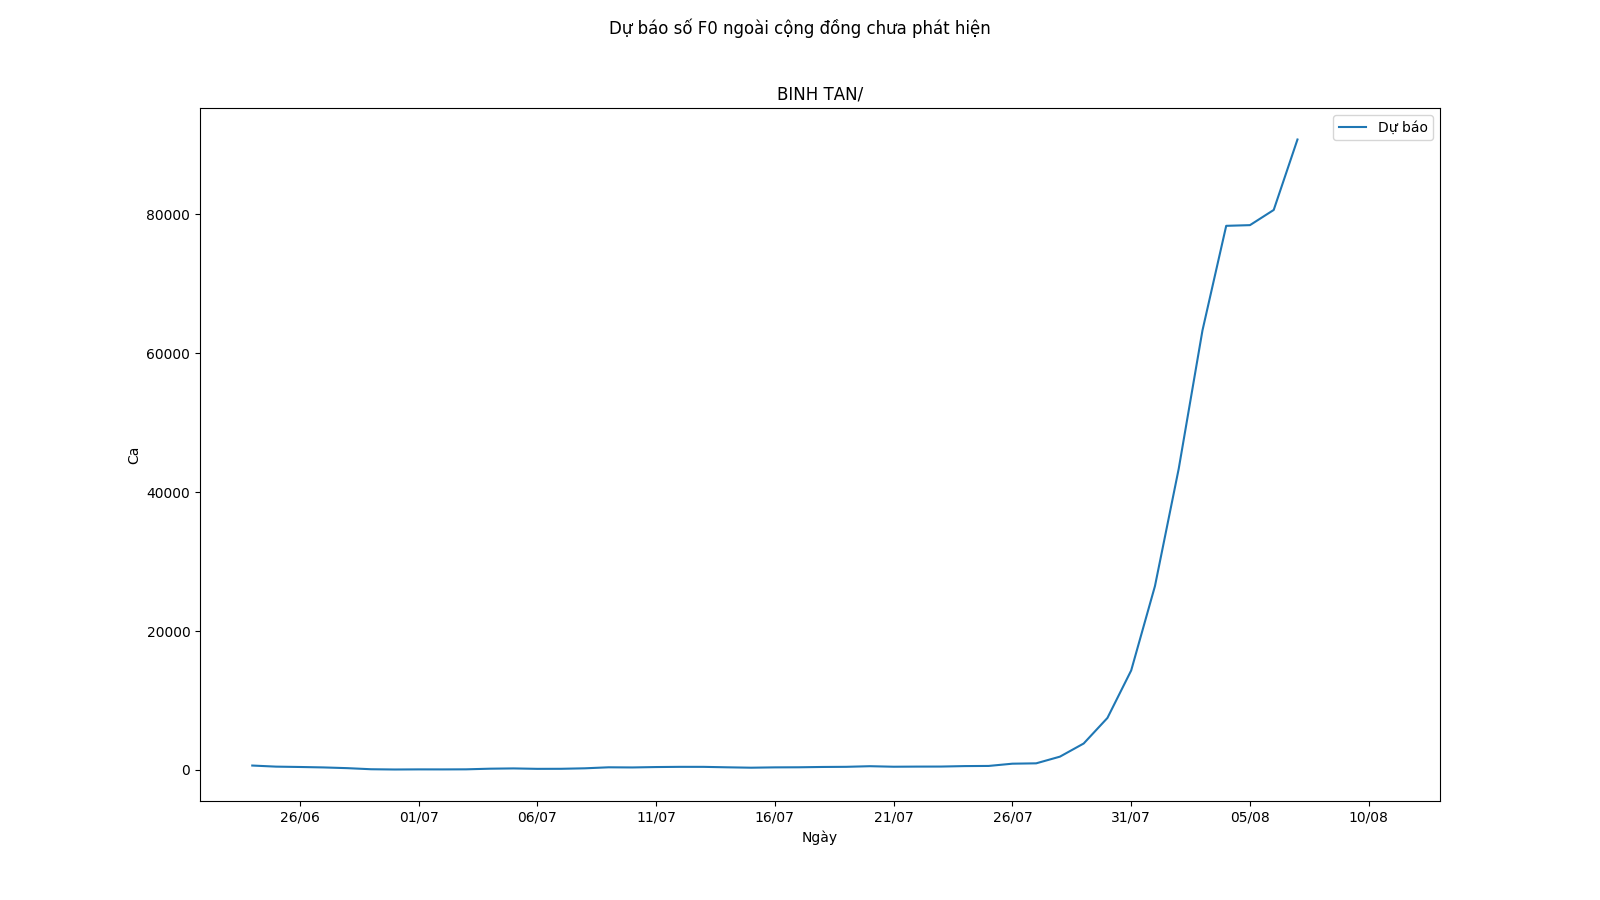 Dự báo số F0 ngoài cộng đồng chưa phát hiện
BINH TAN/
Dự báo
80000
60000
40000
20000
0
Ca
26/06 01/07 06/07 11/07 16/07 21/07 26/07 31/07 05/08 10/08
Ngày